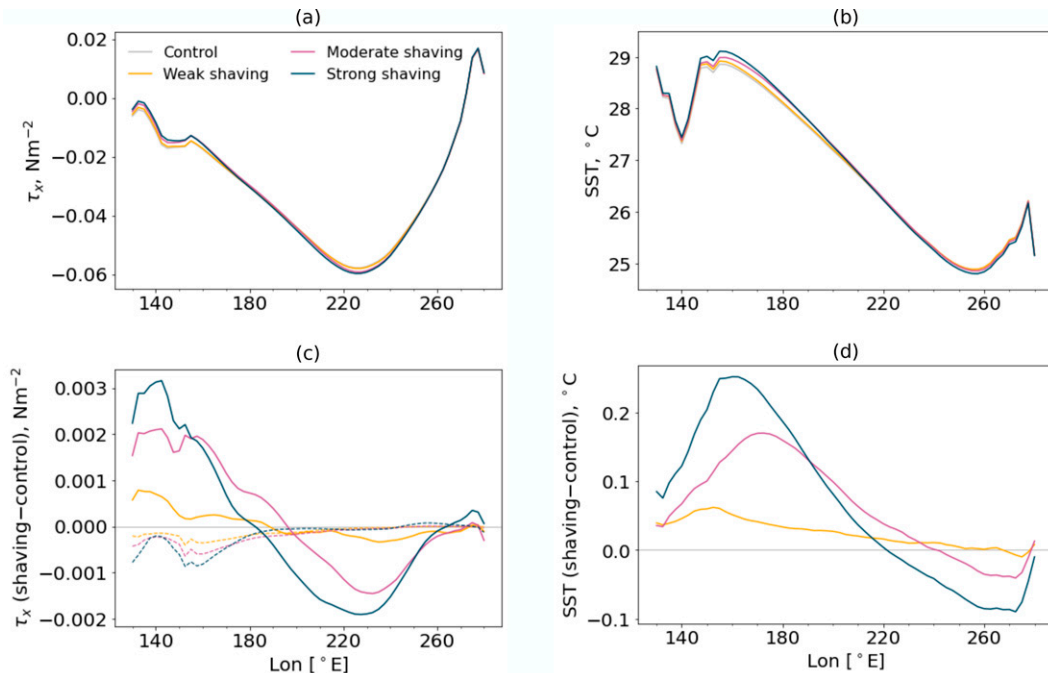 (a)
τx, Nm−2
0.02
0.00
−0.02
−0.04
−0.06
Control
Weak shaving
Moderate shaving
Strong shaving
140 180 220 260
(b)
SST, °C
29
28
27
26
25
140 180 220 260
(c)
τx (shaving−control), Nm−2
0.003
0.002
0.001
0.000
−0.001
−0.002
140 180 220 260
Lon [°E]
(d)
SST (shaving−control), °C
0.2
0.1
0.0
−0.1
140 180 220 260
Lon [°E]